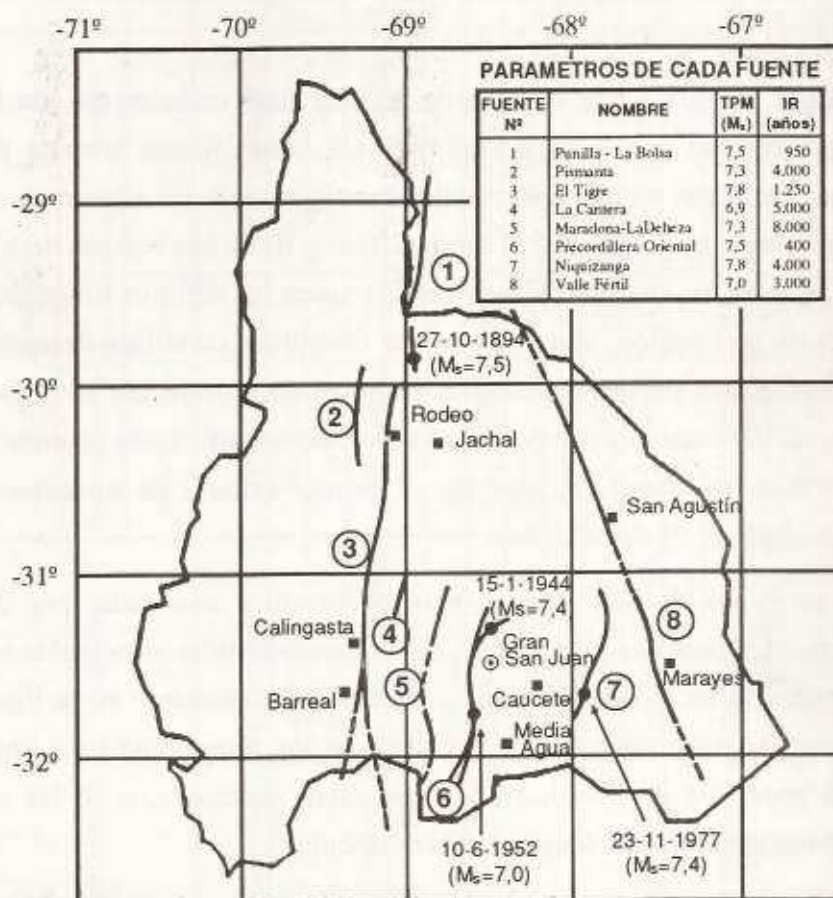 -71º -70º -69º -68º -67º
PARAMETROS DE CADA FUENTE
FUENTE Nº NOMBRE TPM (Mₛ) IR (años)
1 Punilla - La Bolsa 7,5 950
2 Pismanta 7,3 4.000
3 El Tigre 7,8 1.250
4 La Cantera 6,9 5.000
5 Maradona-LaDeheza 7,3 8.000
6 Precordillera Oriental 7,5 400
7 Niquizanga 7,8 4.000
8 Valle Fértil 7,0 3.000
-29º
1
27-10-1894
(Mₛ=7,5)
-30º
2
Rodeo
Jachal
San Agustín
3
-31º
15-1-1944
(Ms=7,4
Calingasta
4
8
Gran
San Juan
Marayes
5
7
Barreal
Caucete
Media
Agua
-32º
6
10-6-1952
(Mₛ=7,0)
23-11-1977
(Mₛ=7,4)